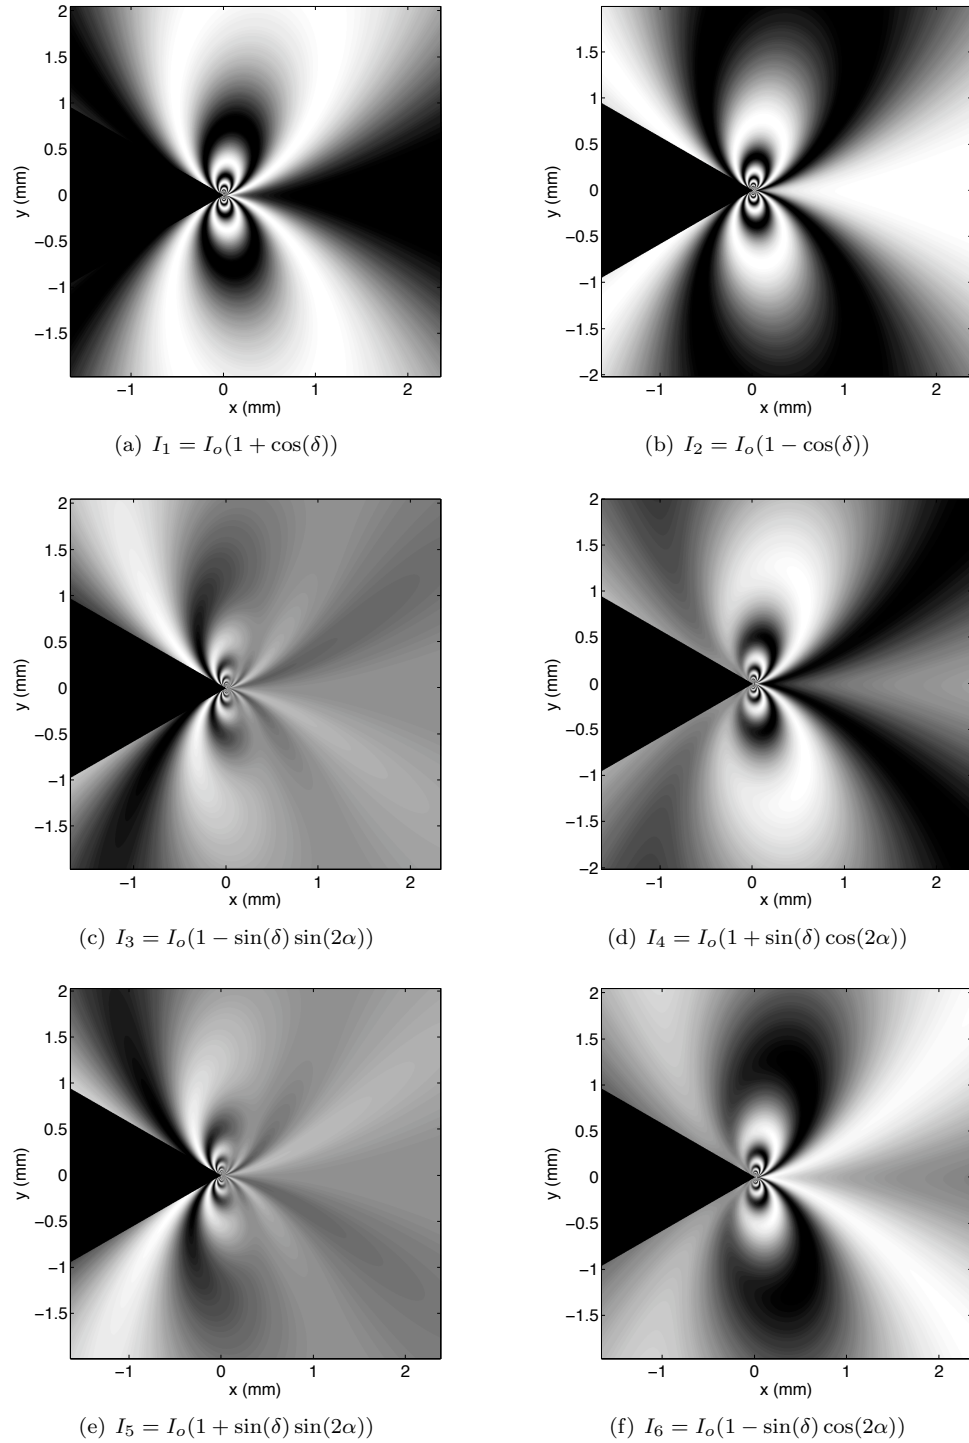 2
1.5
1
0.5
0
−0.5
−1
−1.5
y (mm)
−1 0 1 2
x (mm)
(a) I₁ = Iₒ(1 + cos(δ))
1.5
1
0.5
0
−0.5
−1
−1.5
−2
y (mm)
−1 0 1 2
x (mm)
(b) I₂ = Iₒ(1 − cos(δ))
2
1.5
1
0.5
0
−0.5
−1
−1.5
y (mm)
−1 0 1 2
x (mm)
(c) I₃ = Iₒ(1 − sin(δ) sin(2α))
2
1.5
1
0.5
0
−0.5
−1
−1.5
−2
y (mm)
−1 0 1 2
x (mm)
(d) I₄ = Iₒ(1 + sin(δ) cos(2α))
2
1.5
1
0.5
0
−0.5
−1
−1.5
y (mm)
−1 0 1 2
x (mm)
(e) I₅ = Iₒ(1 + sin(δ) sin(2α))
2
1.5
1
0.5
0
−0.5
−1
−1.5
y (mm)
−1 0 1 2
x (mm)
(f) I₆ = Iₒ(1 − sin(δ) cos(2α))